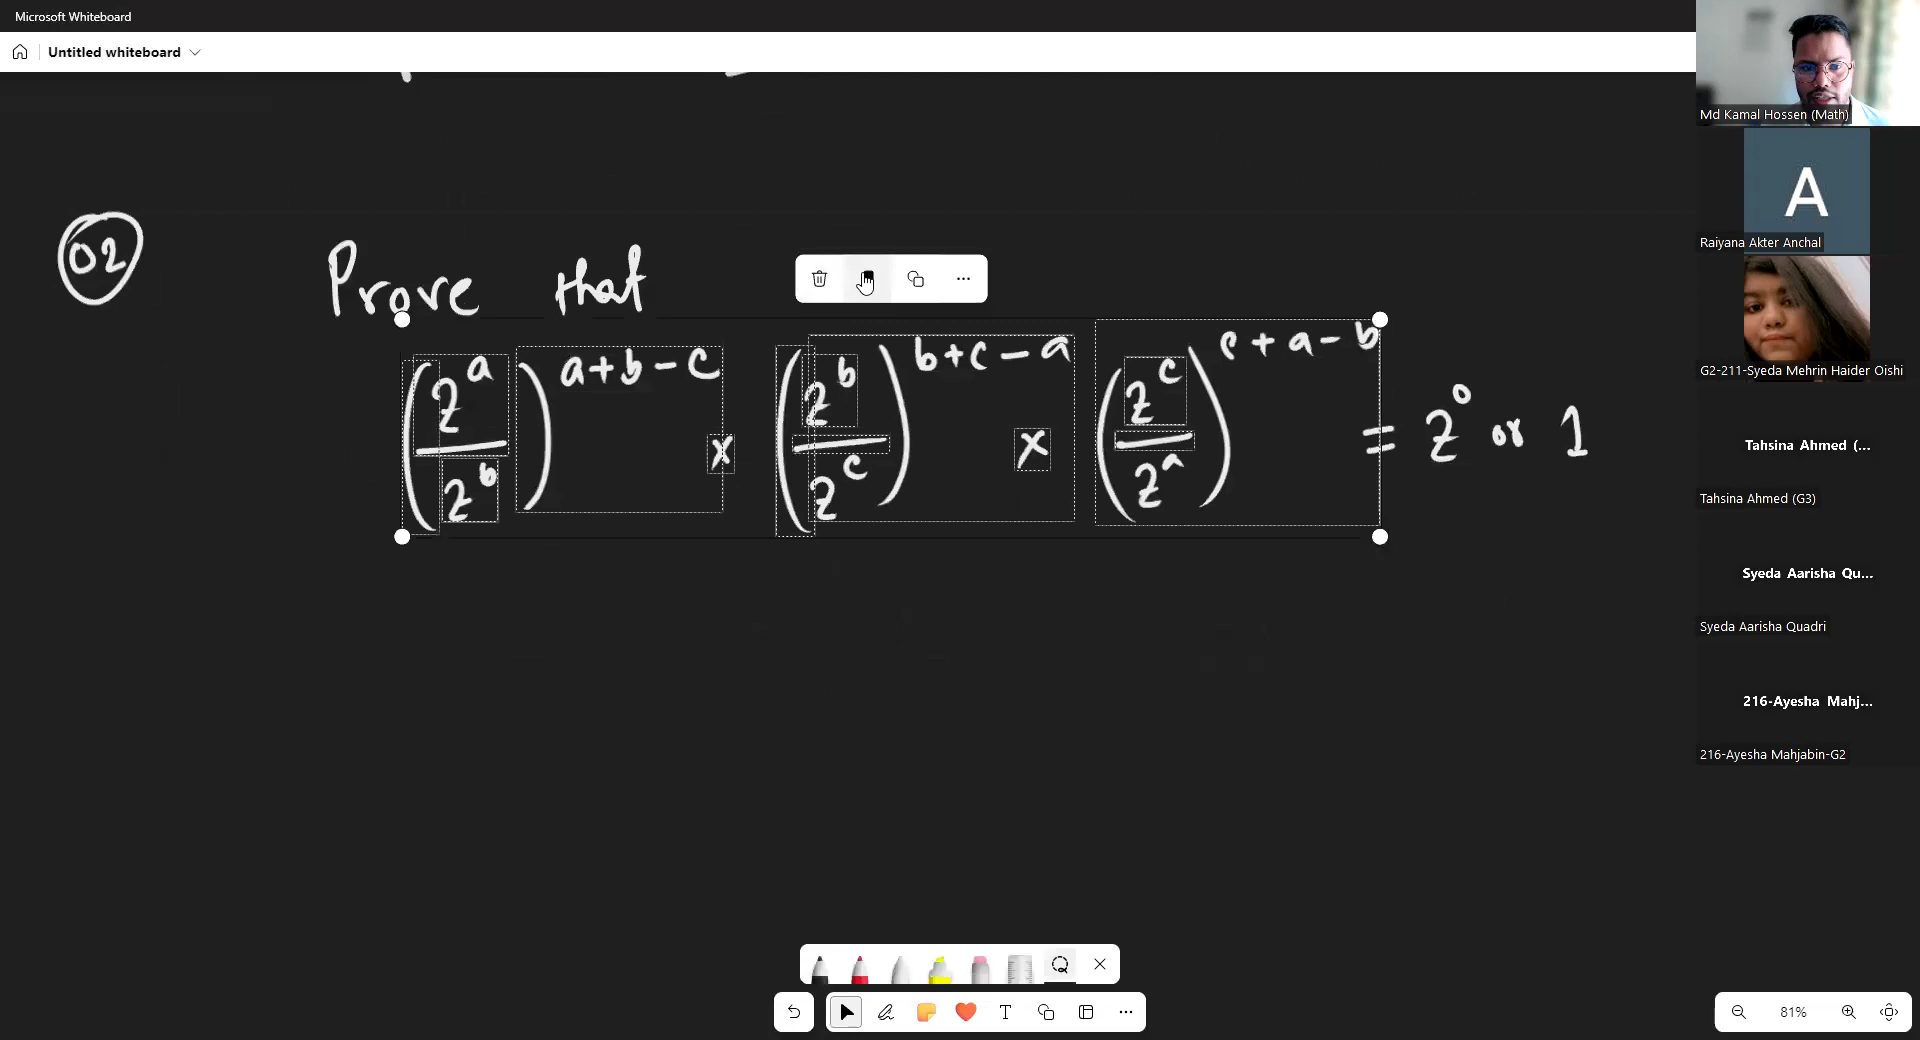 Microsoft Whiteboard
Untitled whiteboard
Md Kamal Hossen (Math)
A
Raiyana Akter Anchal
G2-211-Syeda Mehrin Haider Oishi
Tahsina Ahmed (...
Tahsina Ahmed (G3)
Syeda Aarisha Qu...
Syeda Aarisha Quadri
216-Ayesha Mahj...
216-Ayesha Mahjabin-G2
02
Prove that
(2^a / 2^b)^(a+b-c) x (2^b / 2^c)^(b+c-a) x (2^c / 2^a)^(c+a-b) = 2^0 or 1
T
81%